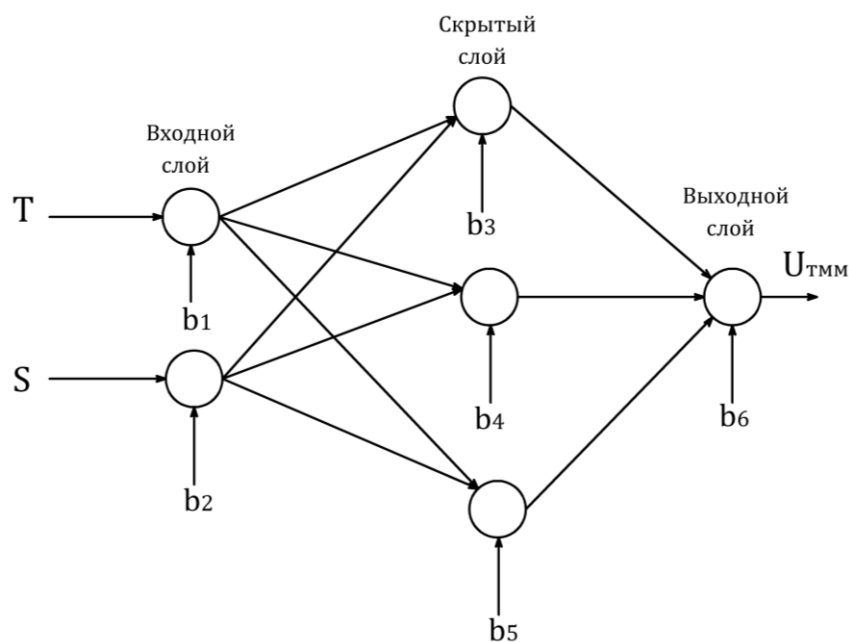 Скрытый
слой
Входной
слой
T
b3
Выходной
слой
Uтмм
b1
S
b4
b6
b2
b5